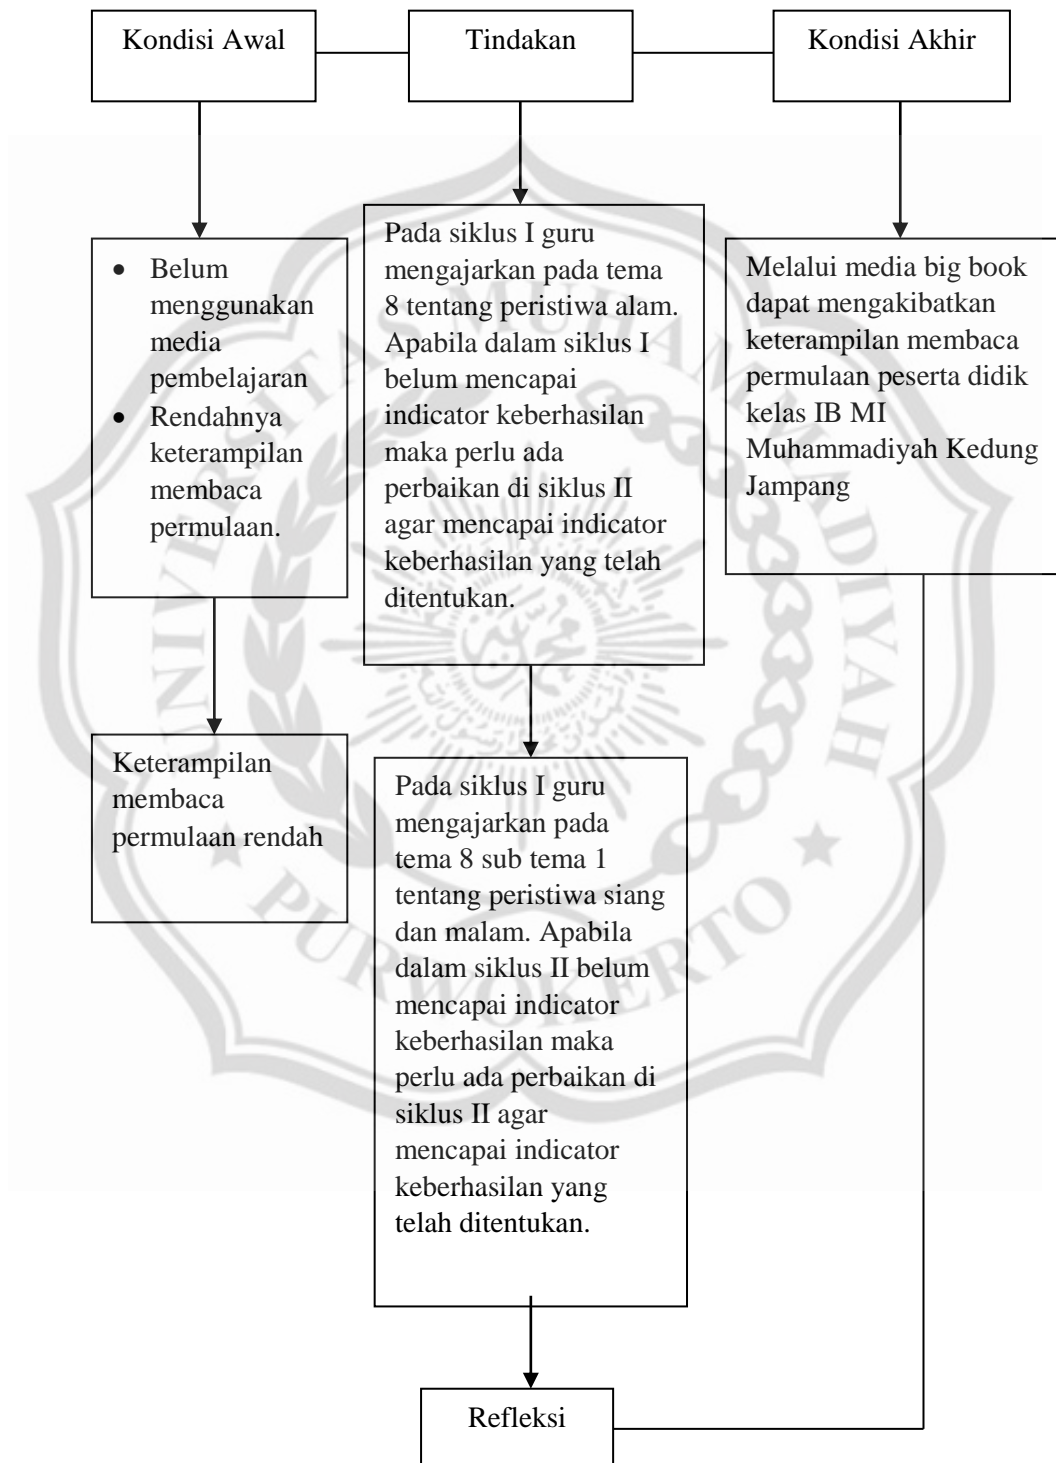 Kondisi Awal
Tindakan
Kondisi Akhir
• Belum
menggunakan
media
pembelajaran
• Rendahnya
keterampilan
membaca
permulaan.
Pada siklus I guru
mengajarkan pada tema
8 tentang peristiwa alam.
Apabila dalam siklus I
belum mencapai
indicator keberhasilan
maka perlu ada
perbaikan di siklus II
agar mencapai indicator
keberhasilan yang telah
ditentukan.
Melalui media big book
dapat mengakibatkan
keterampilan membaca
permulaan peserta didik
kelas IB MI
Muhammadiyah Kedung
Jampang
Keterampilan
membaca
permulaan rendah
Pada siklus I guru
mengajarkan pada
tema 8 sub tema 1
tentang peristiwa siang
dan malam. Apabila
dalam siklus II belum
mencapai indicator
keberhasilan maka
perlu ada perbaikan di
siklus II agar
mencapai indicator
keberhasilan yang
telah ditentukan.
Refleksi
UNIVERSITAS MUHAMMADIYAH
PURWOKERTO